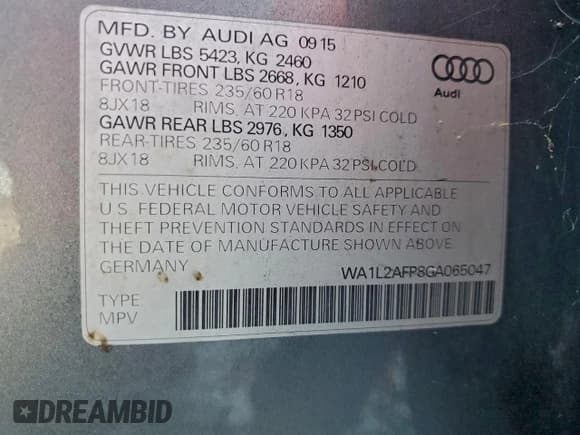 MFD. BY AUDI AG 09 15
GVWR LBS 5423, KG 2460
GAWR FRONT LBS 2668, KG 1210
FRONT-TIRES 235/60 R18
8JX18 RIMS. AT 220 KPA 32 PSI COLD
GAWR REAR LBS 2976, KG 1350
REAR-TIRES 235/60 R18
8JX18 RIMS. AT 220 KPA 32 PSI COLD
Audi
THIS VEHICLE CONFORMS TO ALL APPLICABLE
U.S. FEDERAL MOTOR VEHICLE SAFETY AND
THEFT PREVENTION STANDARDS IN EFFECT ON
THE DATE OF MANUFACTURE SHOWN ABOVE.
GERMANY
WA1L2AFP8GA065047
TYPE
MPV
DREAMBID